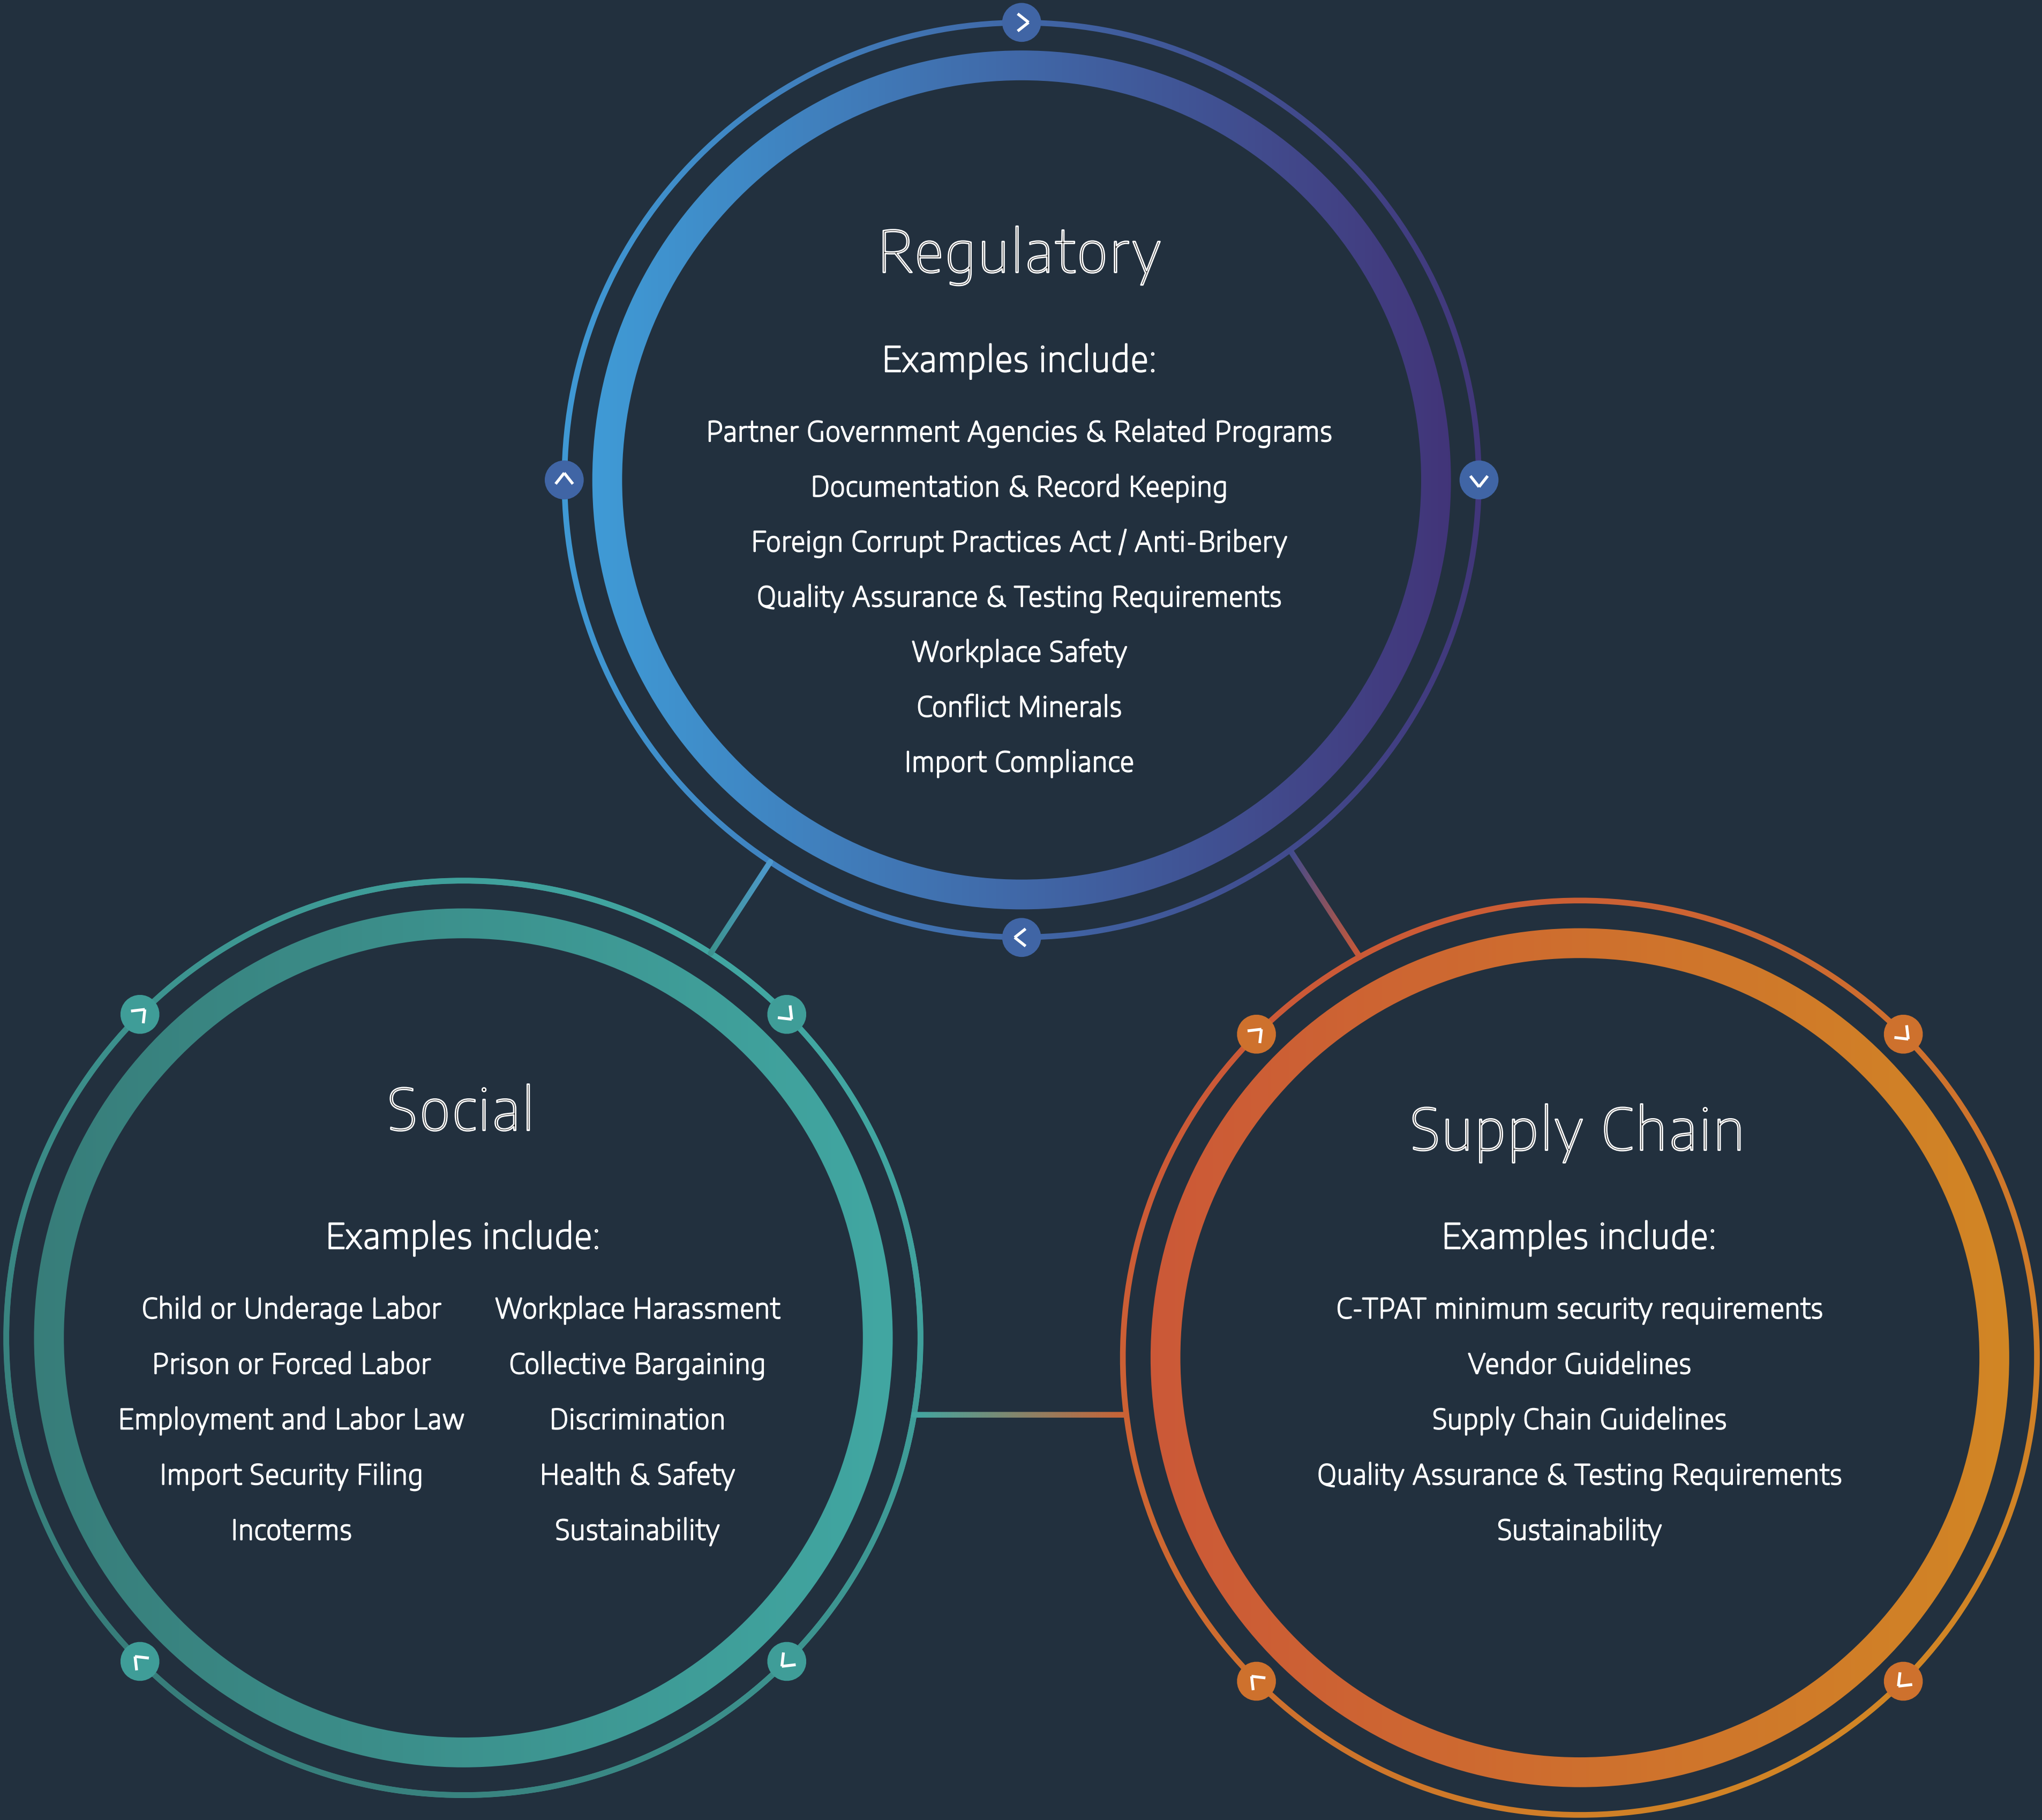 Regulatory
Examples include:
Partner Government Agencies & Related Programs
Documentation & Record Keeping
Foreign Corrupt Practices Act / Anti-Bribery
Quality Assurance & Testing Requirements
Workplace Safety
Conflict Minerals
Import Compliance
Social
Examples include:
Child or Underage Labor
Prison or Forced Labor
Employment and Labor Law
Import Security Filing
Incoterms
Workplace Harassment
Collective Bargaining
Discrimination
Health & Safety
Sustainability
Supply Chain
Examples include:
C-TPAT minimum security requirements
Vendor Guidelines
Supply Chain Guidelines
Quality Assurance & Testing Requirements
Sustainability